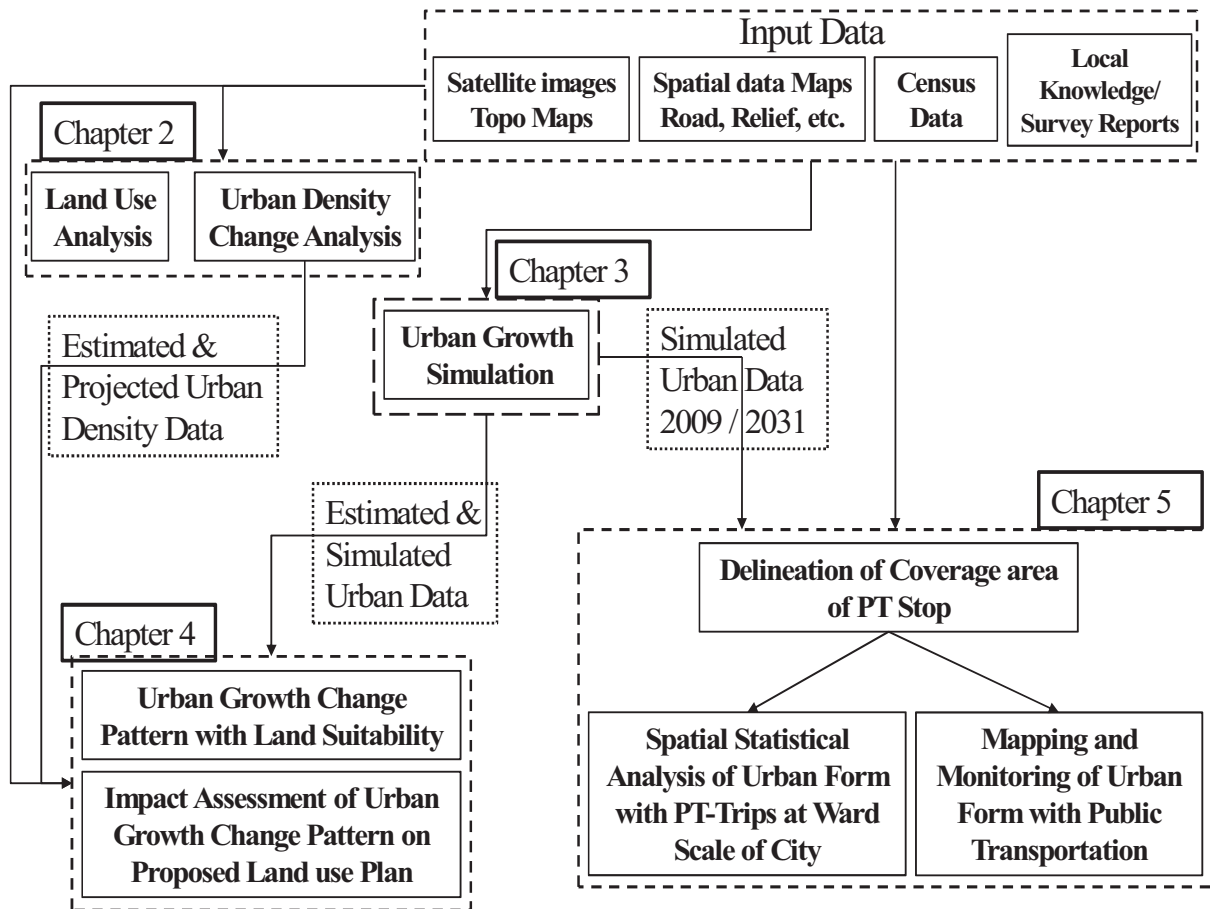 Input Data
Satellite images
Topo Maps
Spatial data Maps
Road, Relief, etc.
Census
Data
Local
Knowledge/
Survey Reports
Chapter 2
Land Use
Analysis
Urban Density
Change Analysis
Chapter 3
Urban Growth
Simulation
Estimated &
Projected Urban
Density Data
Simulated
Urban Data
2009 / 2031
Estimated &
Simulated
Urban Data
Chapter 4
Urban Growth Change
Pattern with Land Suitability
Impact Assessment of Urban
Growth Change Pattern on
Proposed Land use Plan
Chapter 5
Delineation of Coverage area
of PT Stop
Spatial Statistical
Analysis of Urban Form
with PT-Trips at Ward
Scale of City
Mapping and
Monitoring of Urban
Form with Public
Transportation